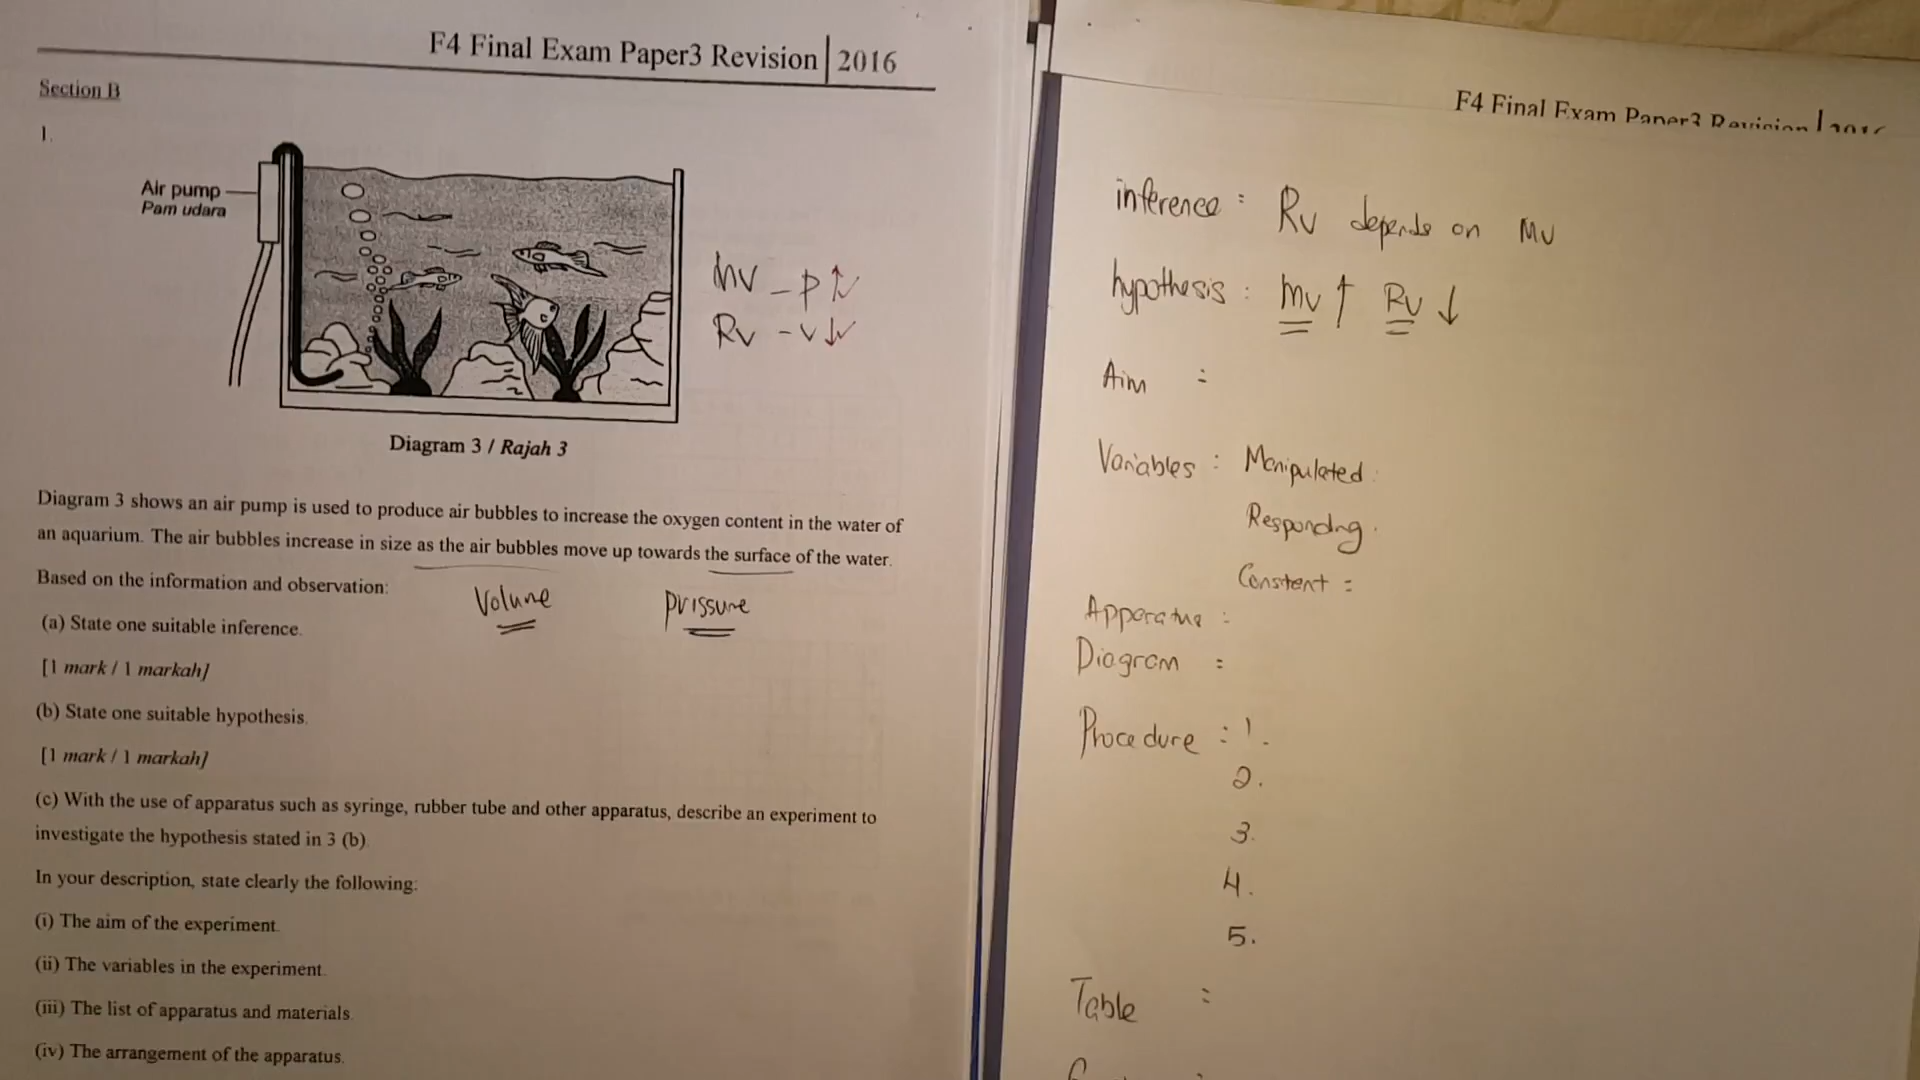 F4 Final Exam Paper3 Revision | 2016
Section B
1.
Air pump
Pam udara
mv - p ↑
Rv - v ↓
Diagram 3 / Rajah 3
Diagram 3 shows an air pump is used to produce air bubbles to increase the oxygen content in the water of
an aquarium. The air bubbles increase in size as the air bubbles move up towards the surface of the water.
Based on the information and observation:
Volume
prissure
(a) State one suitable inference.
[1 mark / 1 markah]
(b) State one suitable hypothesis.
[1 mark / 1 markah]
(c) With the use of apparatus such as syringe, rubber tube and other apparatus, describe an experiment to
investigate the hypothesis stated in 3 (b).
In your description, state clearly the following:
(i) The aim of the experiment.
(ii) The variables in the experiment.
(iii) The list of apparatus and materials.
(iv) The arrangement of the apparatus.
F4 Final Exam Paper3 Revision | 2016
inference : Rv depends on Mv
hypothesis : mv ↑ Rv ↓
Aim :
Variables : Manipulated :
Responding :
Constent =
Apparatus :
Diagram :
Procedure : 1.
2.
3.
4.
5.
Table :